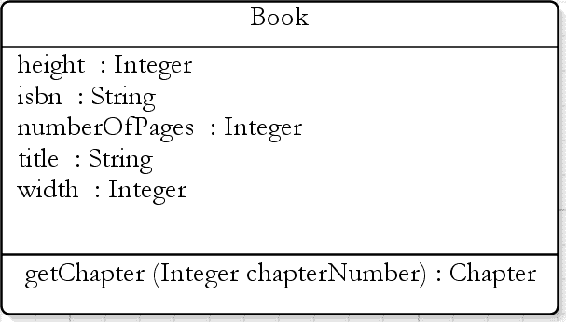 Book
height : Integer
isbn : String
numberOfPages : Integer
title : String
width : Integer
getChapter (Integer chapterNumber) : Chapter